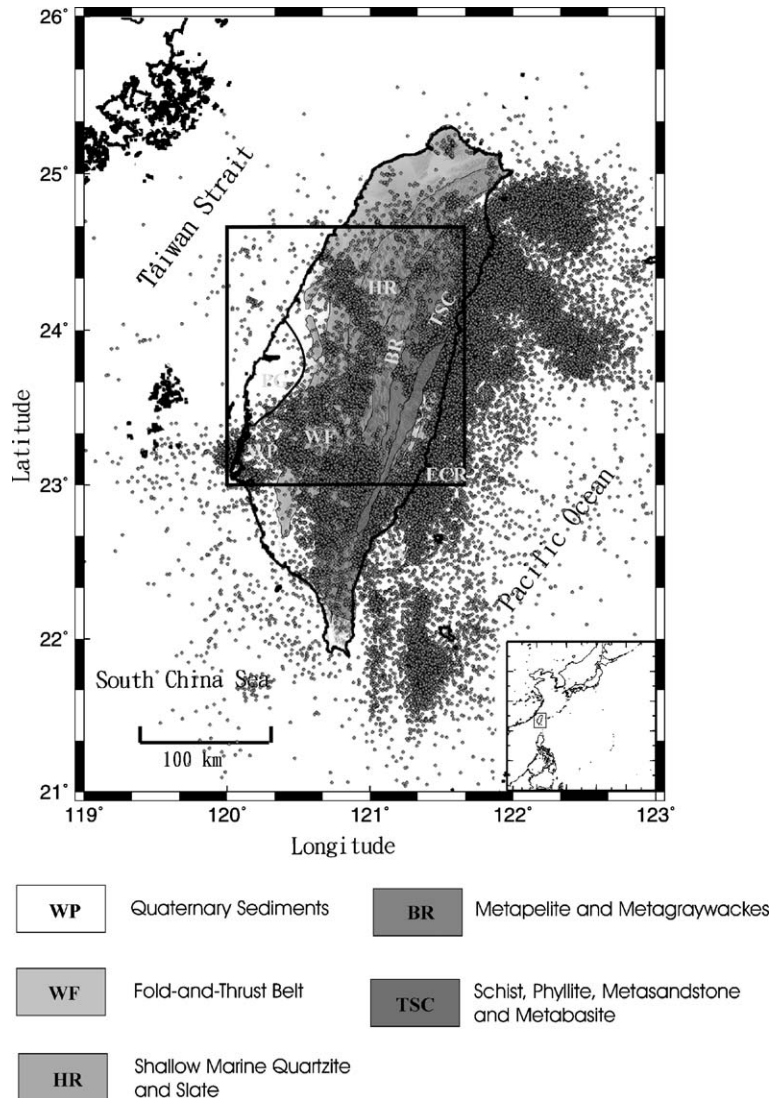 26°
25°
24°
23°
22°
21°
119°
120°
121°
122°
123°
Latitude
Longitude
Taiwan Strait
Pacific Ocean
South China Sea
100 km
HR
TSC
BR
WP
WF
ECR
WP Quaternary Sediments
BR Metapelite and Metagraywackes
WF Fold-and-Thrust Belt
TSC Schist, Phyllite, Metasandstone
and Metabasite
HR Shallow Marine Quartzite
and Slate